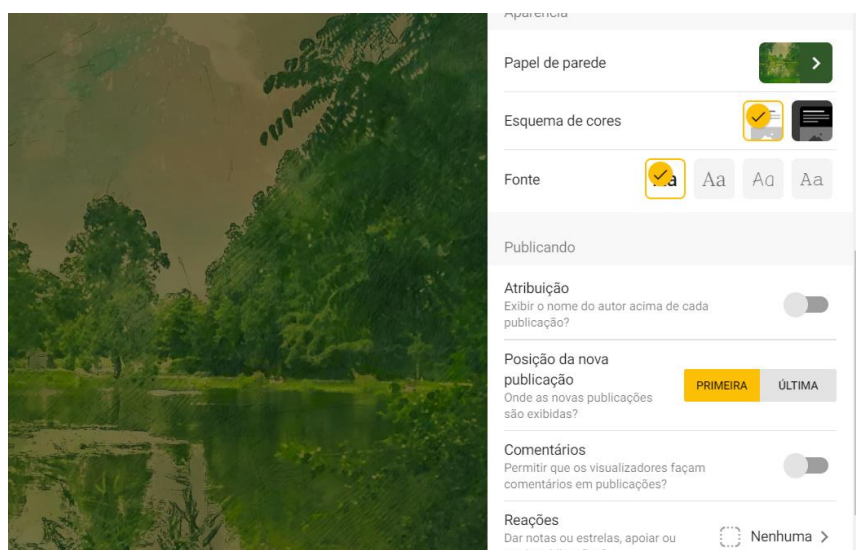 Aparência
Papel de parede
Esquema de cores
Fonte
Aa Aa Aa
Publicando
Atribuição
Exibir o nome do autor acima de cada
publicação?
Posição da nova
publicação
Onde as novas publicações
são exibidas?
PRIMEIRA ÚLTIMA
Comentários
Permitir que os visualizadores façam
comentários em publicações?
Reações
Dar notas ou estrelas, apoiar ou
Nenhuma